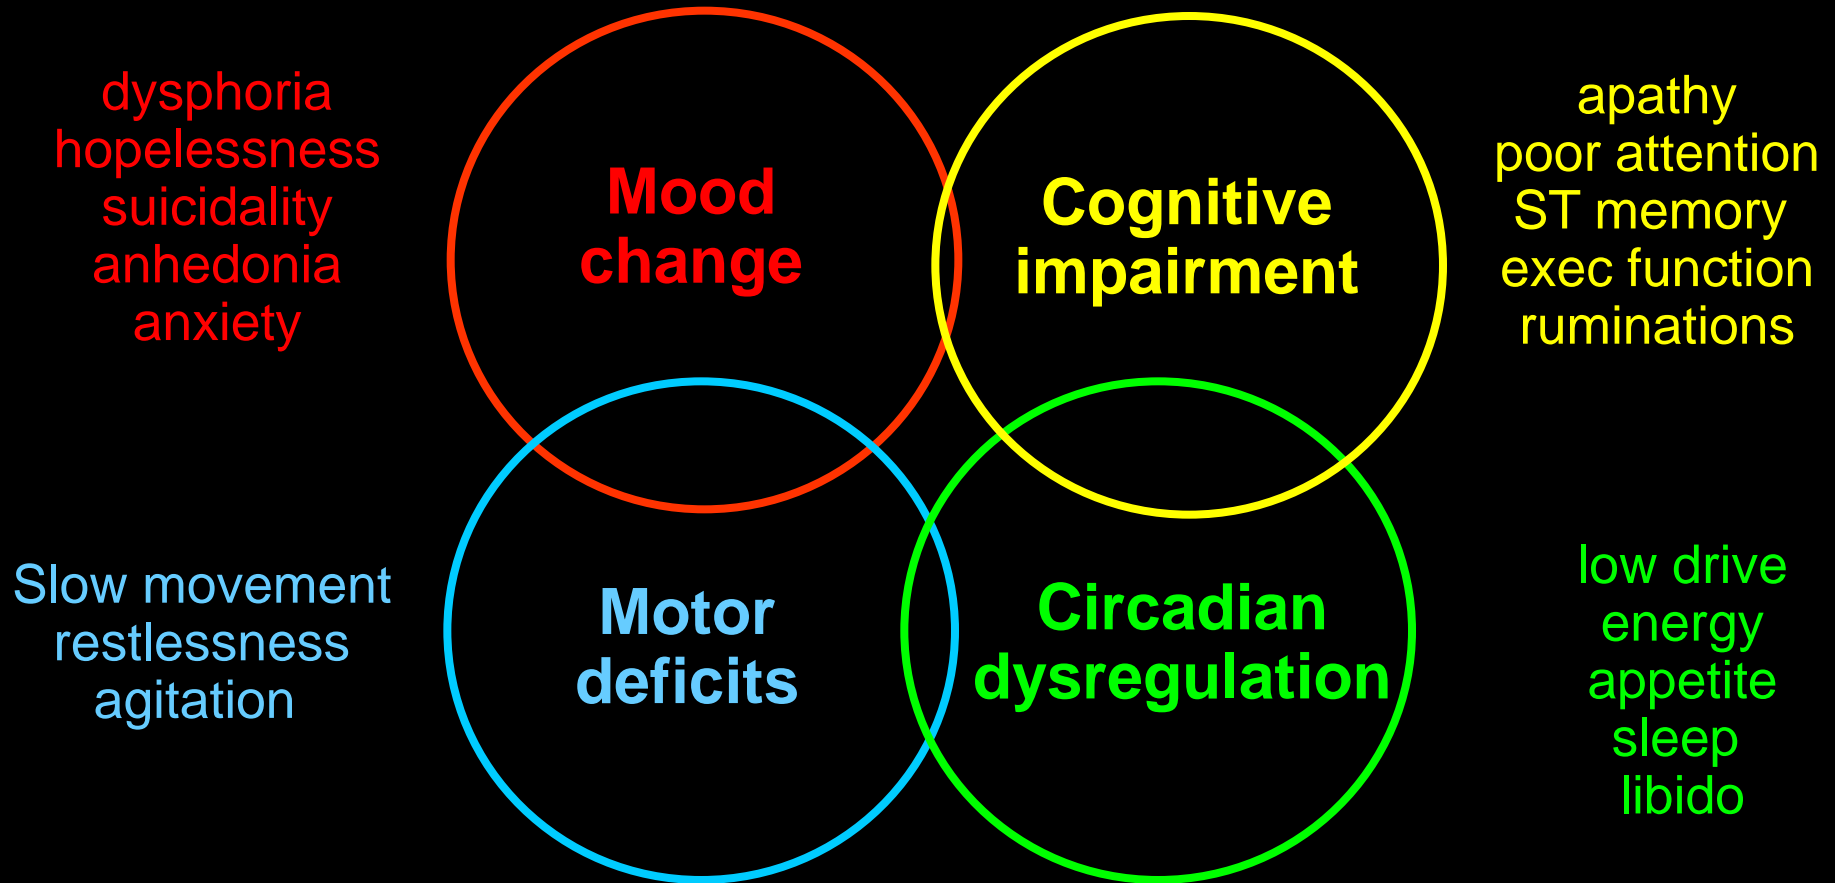 dysphoria
hopelessness
suicidality
anhedonia
anxiety
Mood
change
Cognitive
impairment
apathy
poor attention
ST memory
exec function
ruminations
Slow movement
restlessness
agitation
Motor
deficits
Circadian
dysregulation
low drive
energy
appetite
sleep
libido